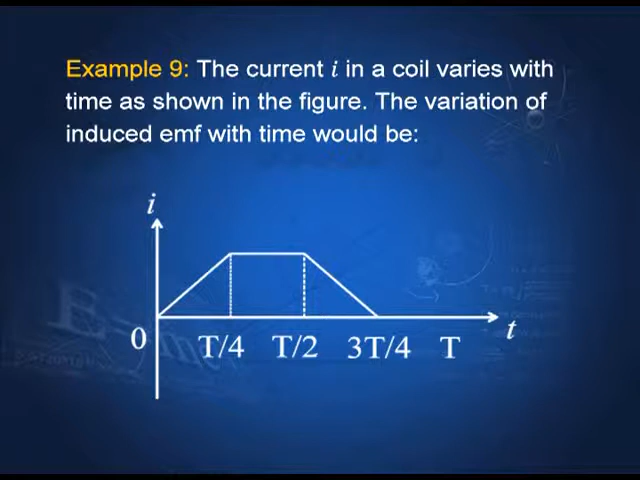 Example 9: The current i in a coil varies with
time as shown in the figure. The variation of
induced emf with time would be:
i
0 T/4 T/2 3T/4 T t